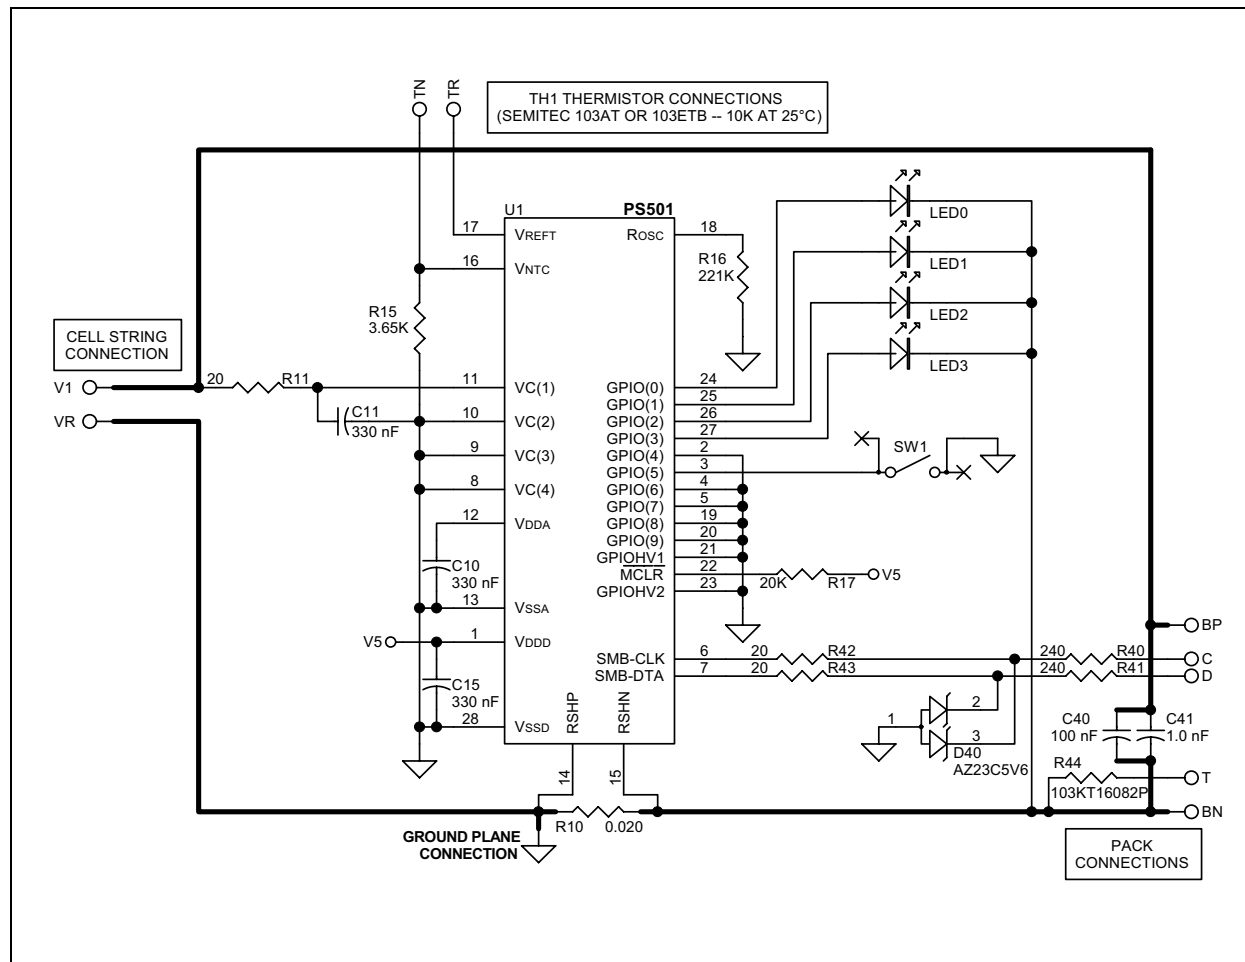 TN
TR
TH1 THERMISTOR CONNECTIONS
(SEMITEC 103AT OR 103ETB -- 10K AT 25°C)
U1
PS501
17
VREFT
ROSC
18
16
VNTC
R16
221K
LED0
LED1
LED2
LED3
R15
3.65K
CELL STRING
CONNECTION
V1
20
R11
11
VC(1)
GPIO(0)
24
VR
C11
330 nF
10
VC(2)
GPIO(1)
25
GPIO(2)
26
GPIO(3)
27
9
VC(3)
GPIO(4)
2
GPIO(5)
3
SW1
8
VC(4)
GPIO(6)
4
GPIO(7)
5
12
VDDA
GPIO(8)
19
GPIO(9)
20
GPIOHV1
21
C10
330 nF
MCLR
22
20K
R17
V5
GPIOHV2
23
13
VSSA
V5
1
VDDD
BP
SMB-CLK
6
20
R42
240
R40
C
SMB-DTA
7
20
R43
240
R41
D
C15
330 nF
RSHP
RSHN
28
VSSD
1
2
3
D40
AZ23C5V6
C40
100 nF
C41
1.0 nF
14
15
R44
103KT16082P
T
R10
0.020
BN
GROUND PLANE
CONNECTION
PACK
CONNECTIONS